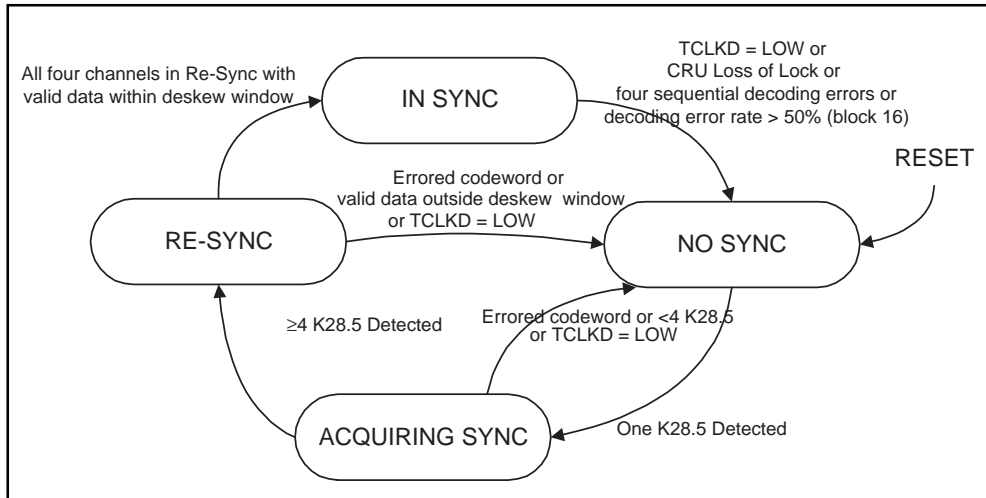 All four channels in Re-Sync with
valid data within deskew window
IN SYNC
TCLKD = LOW or
CRU Loss of Lock or
four sequential decoding errors or
decoding error rate > 50% (block 16)
RESET
Errored codeword or
valid data outside deskew window
or TCLKD = LOW
RE-SYNC
NO SYNC
≥4 K28.5 Detected
Errored codeword or <4 K28.5
or TCLKD = LOW
ACQUIRING SYNC
One K28.5 Detected